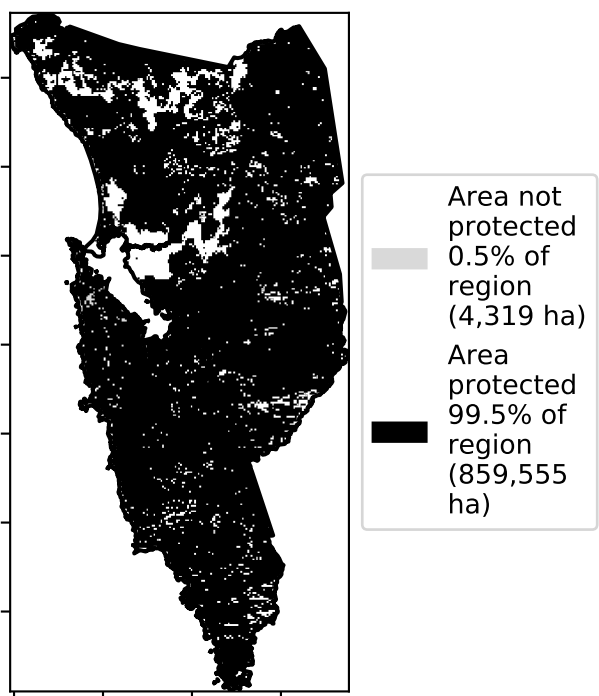 Area not
protected
0.5% of
region
(4,319 ha)
Area
protected
99.5% of
region
(859,555
ha)